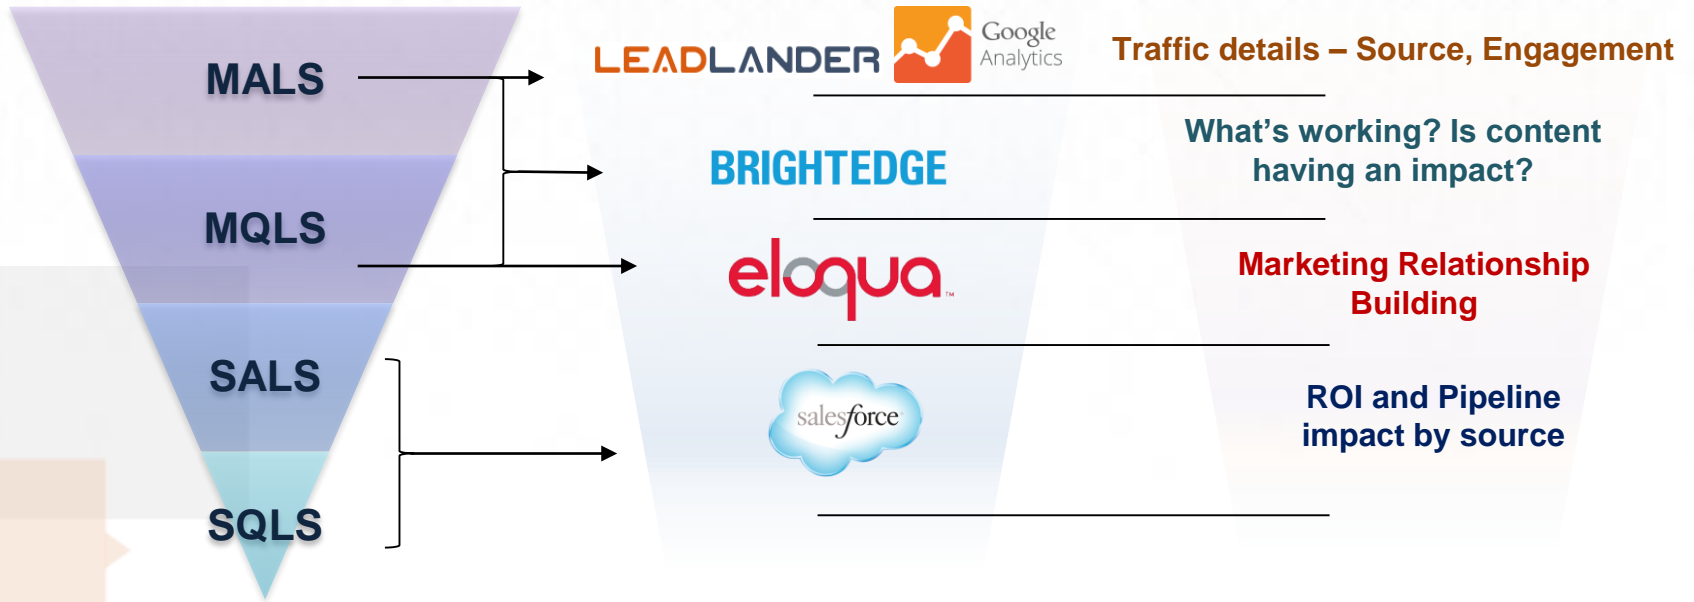 MALS
LEADLANDER
Google
Analytics
Traffic details – Source, Engagement
What’s working? Is content
having an impact?
BRIGHTEDGE
MQLS
eloqua™
Marketing Relationship
Building
SALS
salesforce
ROI and Pipeline
impact by source
SQLS